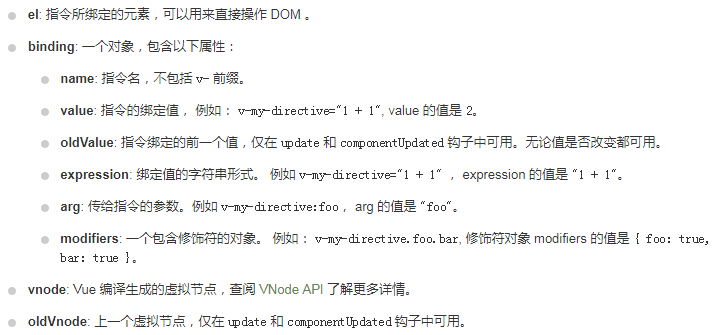 el: 指令所绑定的元素，可以用来直接操作 DOM 。
binding: 一个对象，包含以下属性：
name: 指令名，不包括 v- 前缀。
value: 指令的绑定值， 例如： v-my-directive="1 + 1", value 的值是 2。
oldValue: 指令绑定的前一个值，仅在 update 和 componentUpdated 钩子中可用。无论值是否改变都可用。
expression: 绑定值的字符串形式。 例如 v-my-directive="1 + 1" ， expression 的值是 "1 + 1"。
arg: 传给指令的参数。例如 v-my-directive:foo， arg 的值是 "foo"。
modifiers: 一个包含修饰符的对象。 例如： v-my-directive.foo.bar, 修饰符对象 modifiers 的值是 { foo: true,
bar: true }。
vnode: Vue 编译生成的虚拟节点，查阅 VNode API 了解更多详情。
oldVnode: 上一个虚拟节点，仅在 update 和 componentUpdated 钩子中可用。